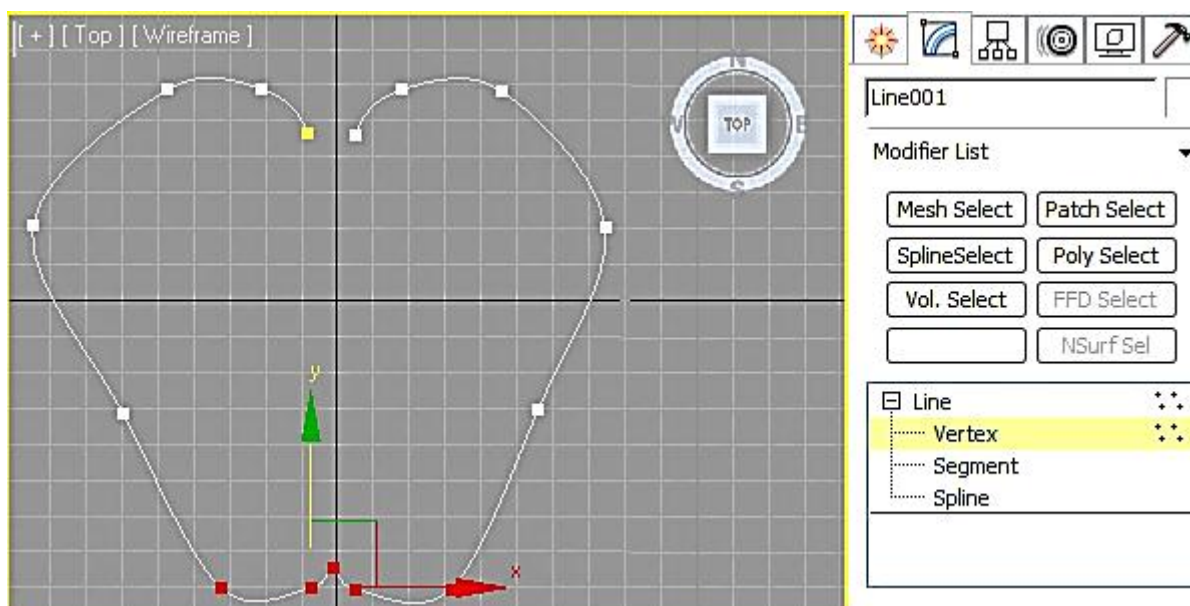 [ + ] [ Top ] [ Wireframe ]
N
TOP
E
S
y
x
Line001
Modifier List
Mesh Select
Patch Select
SplineSelect
Poly Select
Vol. Select
FFD Select
NSurf Sel
Line
Vertex
Segment
Spline